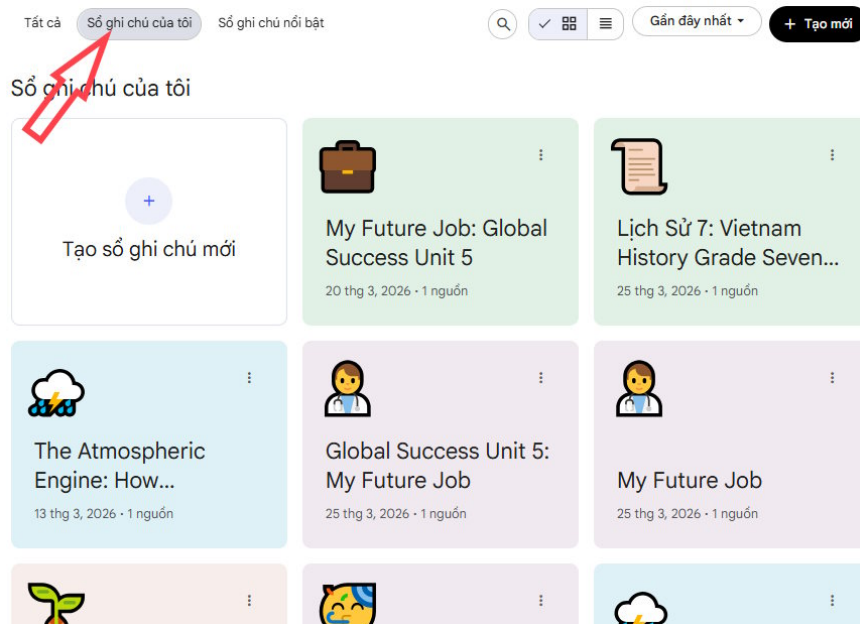 Tất cả
Sổ ghi chú của tôi
Sổ ghi chú nổi bật
Gần đây nhất
+ Tạo mới
Sổ ghi chú của tôi
Tạo sổ ghi chú mới
My Future Job: Global
Success Unit 5
20 thg 3, 2026 · 1 nguồn
Lịch Sử 7: Vietnam
History Grade Seven...
25 thg 3, 2026 · 1 nguồn
The Atmospheric
Engine: How...
13 thg 3, 2026 · 1 nguồn
Global Success Unit 5:
My Future Job
25 thg 3, 2026 · 1 nguồn
My Future Job
25 thg 3, 2026 · 1 nguồn